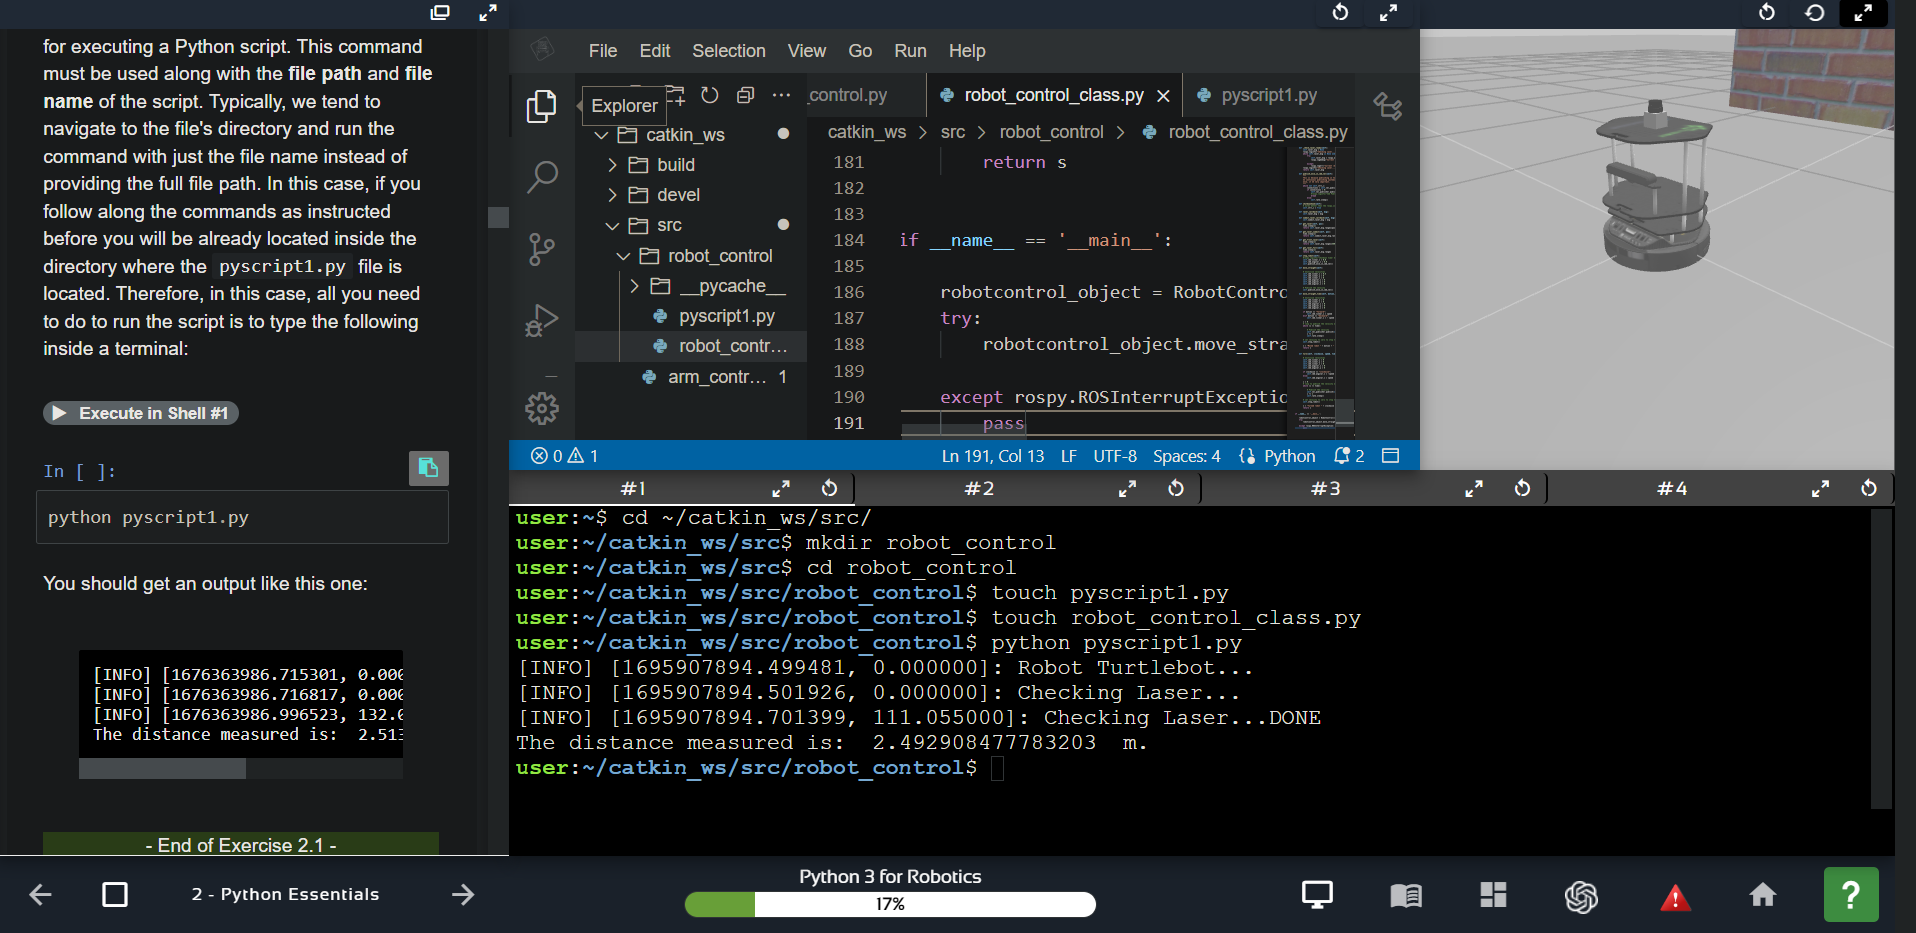 for executing a Python script. This command
must be used along with the file path and file
name of the script. Typically, we tend to
navigate to the file's directory and run the
command with just the file name instead of
providing the full file path. In this case, if you
follow along the commands as instructed
before you will be already located inside the
directory where the pyscript1.py file is
located. Therefore, in this case, all you need
to do to run the script is to type the following
inside a terminal:
Execute in Shell #1
In [ ]:
python pyscript1.py
You should get an output like this one:
[INFO] [1676363986.715301, 0.000
[INFO] [1676363986.716817, 0.000
[INFO] [1676363986.996523, 132.0
The distance measured is:  2.513
- End of Exercise 2.1 -
File Edit Selection View Go Run Help
Explorer
catkin_ws
build
devel
src
robot_control
__pycache__
pyscript1.py
robot_contr...
arm_contr... 1
_control.py robot_control_class.py pyscript1.py
catkin_ws > src > robot_control > robot_control_class.py
181 return s
182
183
184 if __name__ == '__main__':
185
186 robotcontrol_object = RobotContro
187 try:
188 robotcontrol_object.move_stra
189
190 except rospy.ROSInterruptExceptio
191 pass
0 1 Ln 191, Col 13 LF UTF-8 Spaces: 4 Python 2
#1 #2 #3 #4
user:~$ cd ~/catkin_ws/src/
user:~/catkin_ws/src$ mkdir robot_control
user:~/catkin_ws/src$ cd robot_control
user:~/catkin_ws/src/robot_control$ touch pyscript1.py
user:~/catkin_ws/src/robot_control$ touch robot_control_class.py
user:~/catkin_ws/src/robot_control$ python pyscript1.py
[INFO] [1695907894.499481, 0.000000]: Robot Turtlebot...
[INFO] [1695907894.501926, 0.000000]: Checking Laser...
[INFO] [1695907894.701399, 111.055000]: Checking Laser...DONE
The distance measured is:  2.492908477783203  m.
user:~/catkin_ws/src/robot_control$
2 - Python Essentials
Python 3 for Robotics
17%
?